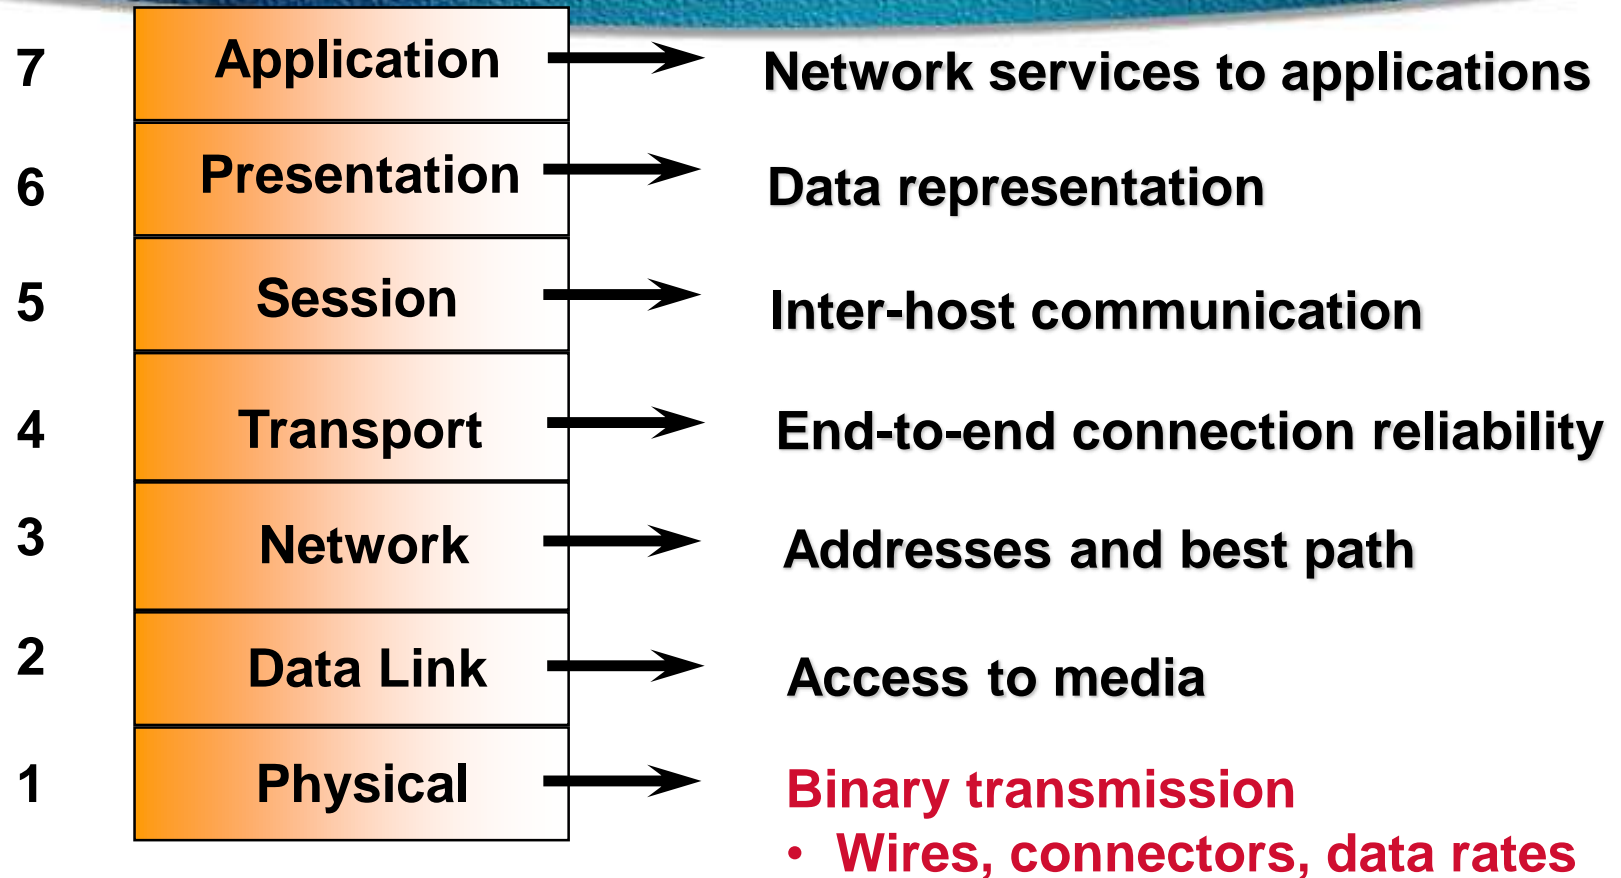 7 Application Network services to applications
6 Presentation Data representation
5 Session Inter-host communication
4 Transport End-to-end connection reliability
3 Network Addresses and best path
2 Data Link Access to media
1 Physical Binary transmission
• Wires, connectors, data rates